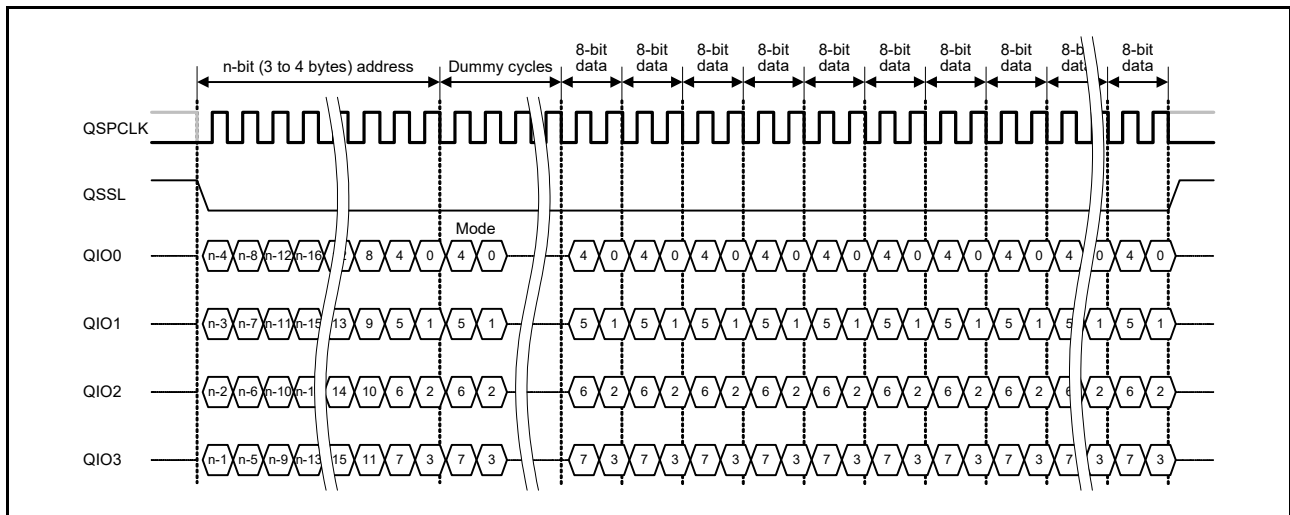 8-bit 8-bit 8-bit 8-bit 8-bit 8-bit 8-bit 8-bit 8-b 8-bit
n-bit (3 to 4 bytes) address Dummy cycles data data data data data data data data data data
QSPCLK
QSSL
Mode
QIO0 n-4 n-8 n-12 n-16 2 8 4 0 4 0 4 0 4 0 4 0 4 0 4 0 4 0 4 0 4 0 4 0 4 0
QIO1 n-3 n-7 n-11 n-15 13 9 5 1 5 1 5 1 5 1 5 1 5 1 5 1 5 1 5 1 5 1 5 1 5 1
QIO2 n-2 n-6 n-10 n-1 14 10 6 2 6 2 6 2 6 2 6 2 6 2 6 2 6 2 6 2 6 2 6 2 6 2
QIO3 n-1 n-5 n-9 n-13 15 11 7 3 7 3 7 3 7 3 7 3 7 3 7 3 7 3 7 3 7 3 7 3 7 3